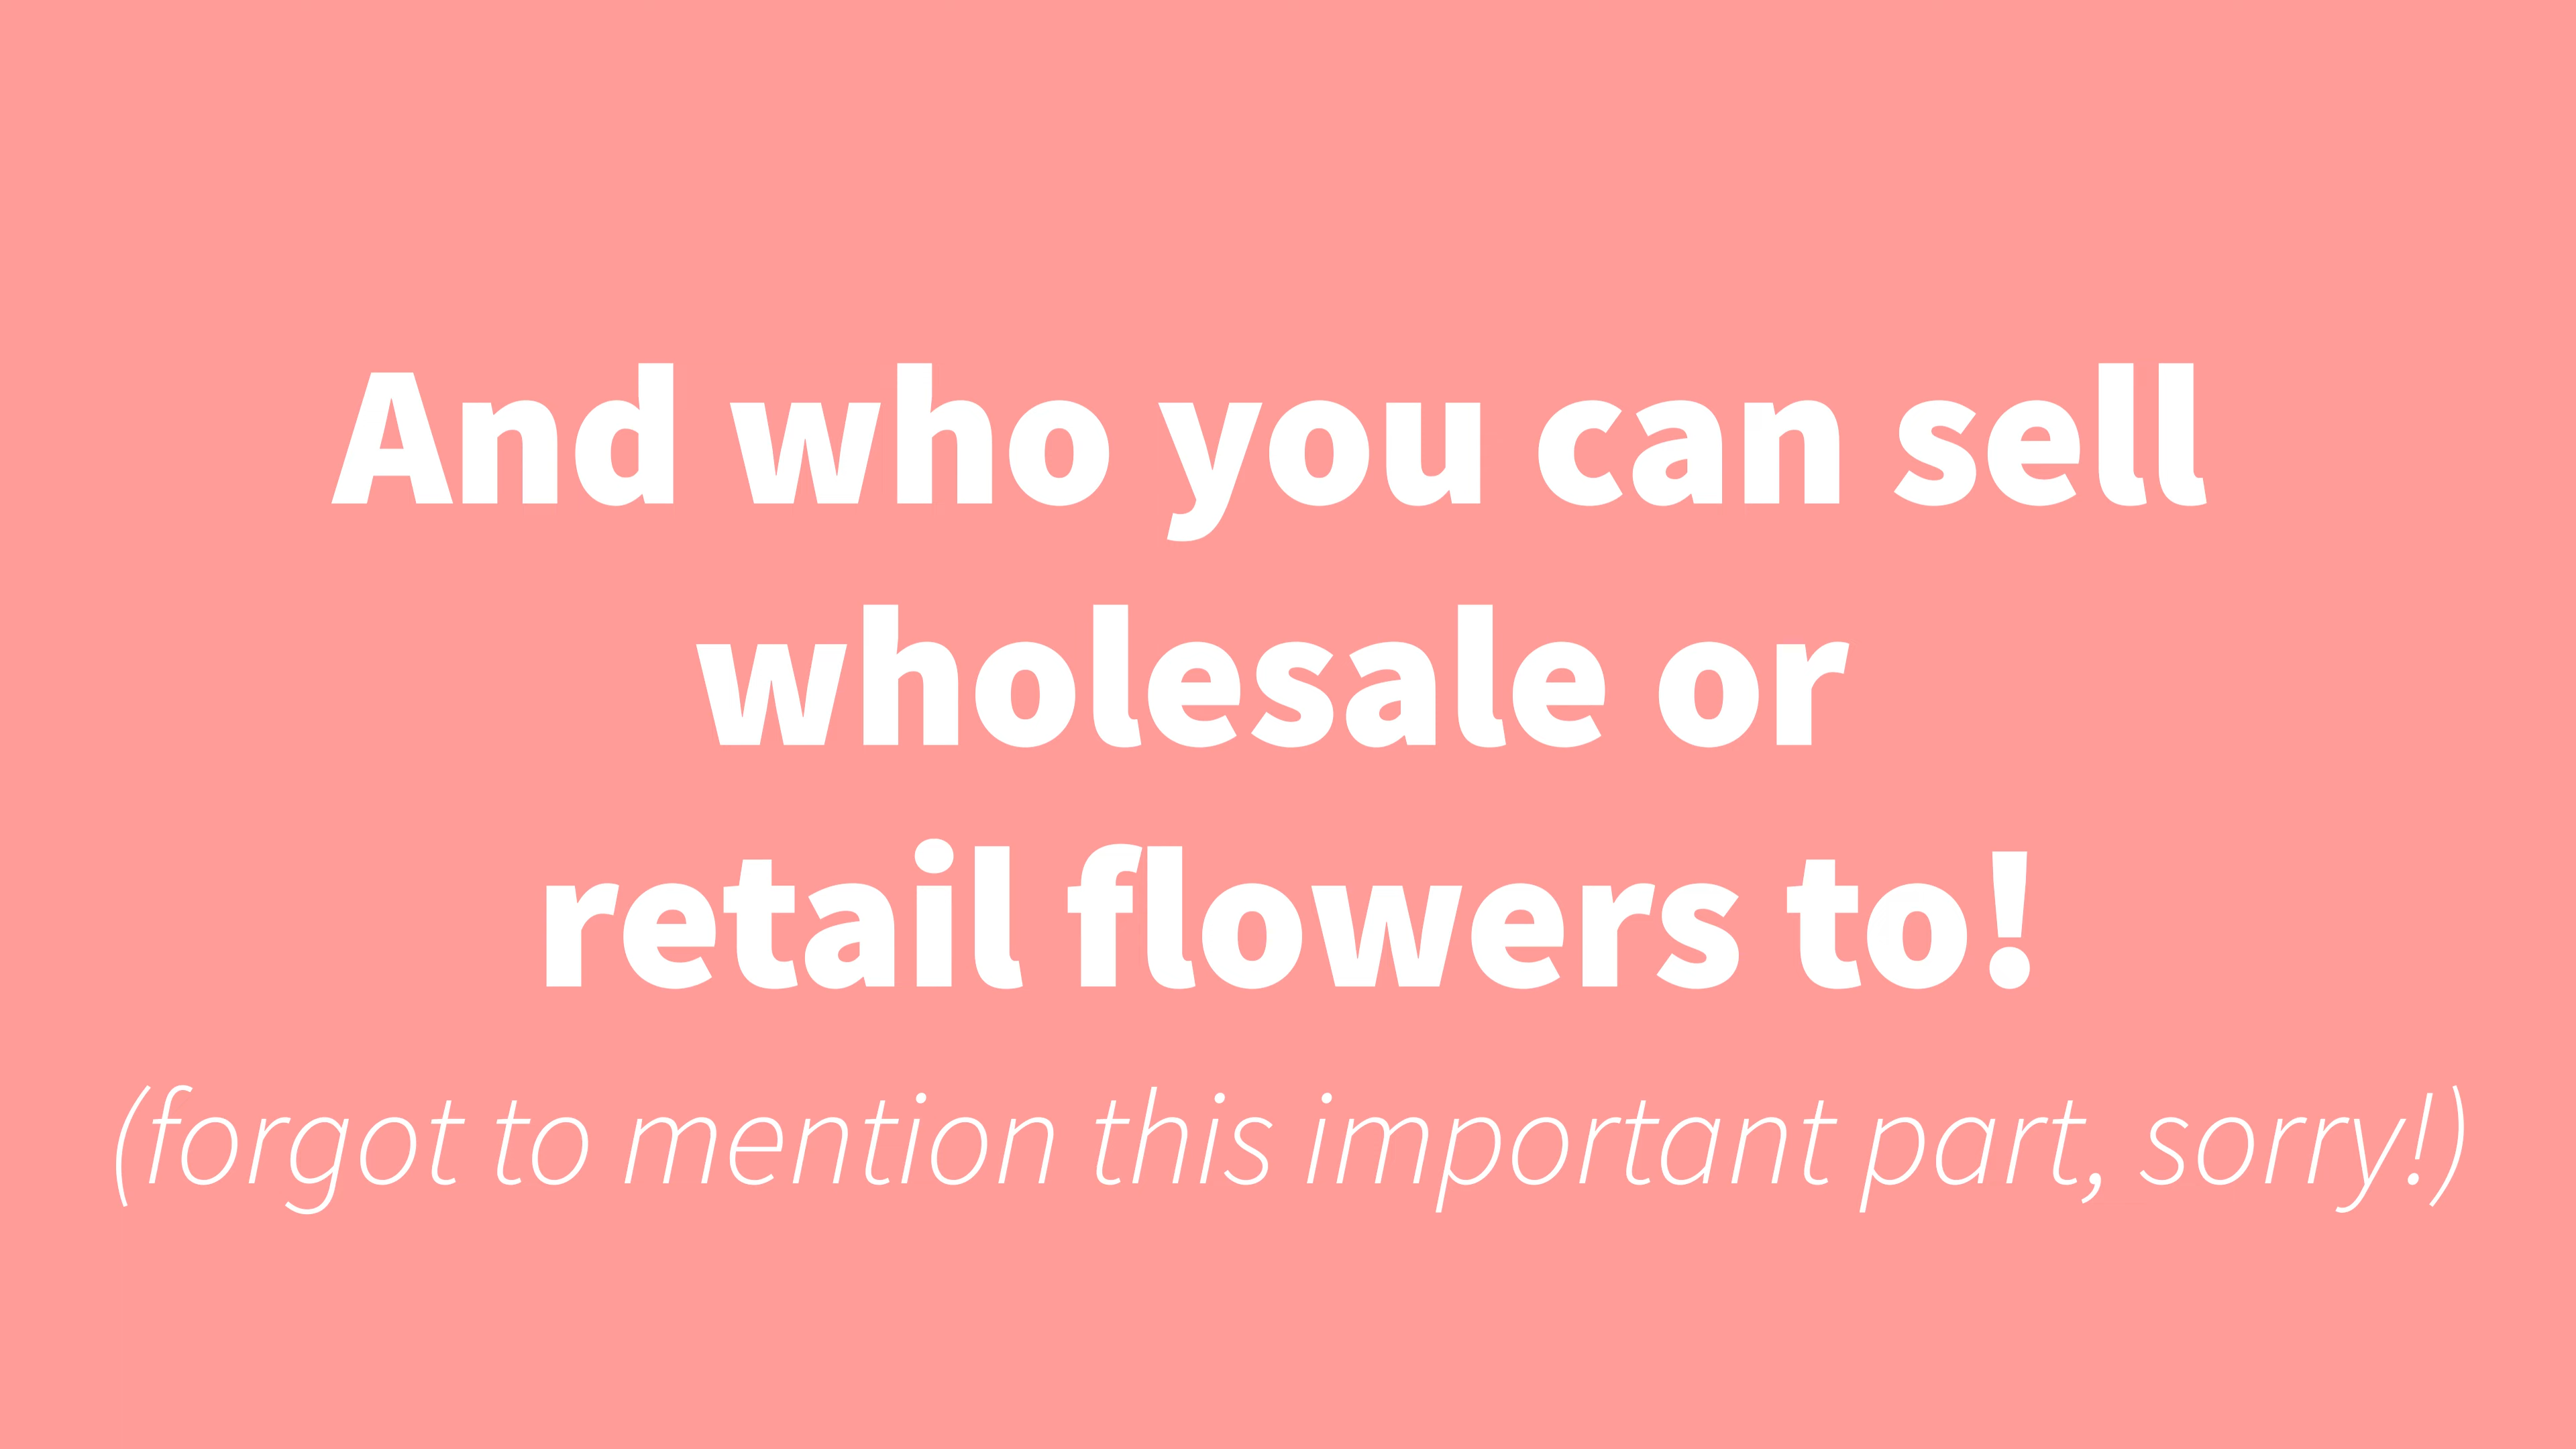 And who you can sell
wholesale or
retail flowers to!
(forgot to mention this important part, sorry!)